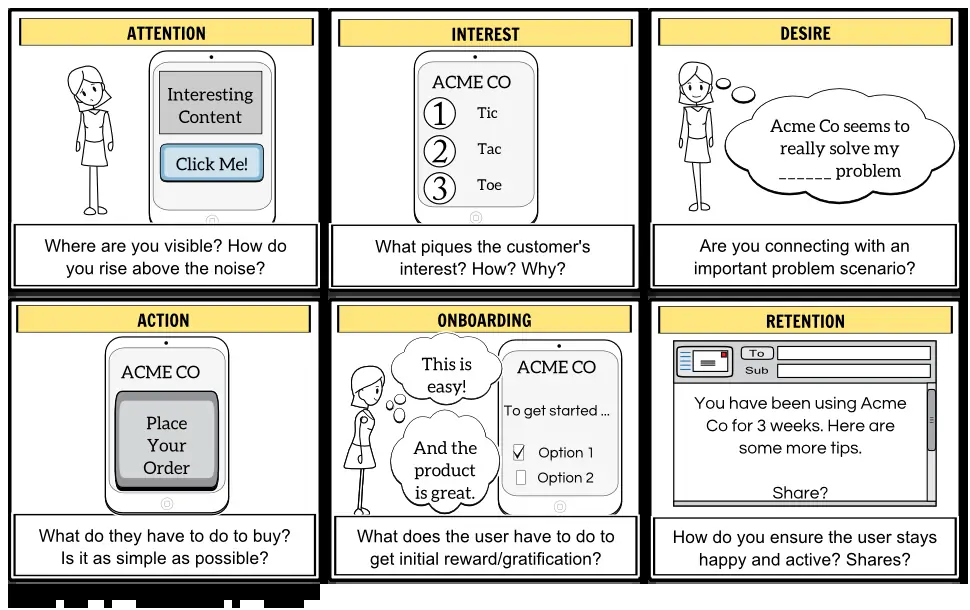 ATTENTION
Interesting
Content
Click Me!
Where are you visible? How do
you rise above the noise?
INTEREST
ACME CO
1 Tic
2 Tac
3 Toe
What piques the customer's
interest? How? Why?
DESIRE
Acme Co seems to
really solve my
______ problem
Are you connecting with an
important problem scenario?
ACTION
ACME CO
Place
Your
Order
What do they have to do to buy?
Is it as simple as possible?
ONBOARDING
This is
easy!
And the
product
is great.
ACME CO
To get started ...
Option 1
Option 2
What does the user have to do to
get initial reward/gratification?
RETENTION
To
Sub
You have been using Acme
Co for 3 weeks. Here are
some more tips.
Share?
How do you ensure the user stays
happy and active? Shares?